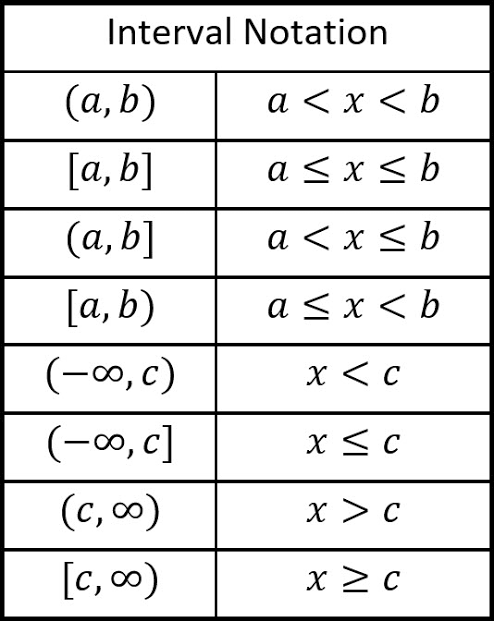 Interval Notation
(a, b) a < x < b
[a, b] a ≤ x ≤ b
(a, b] a < x ≤ b
[a, b) a ≤ x < b
(−∞, c) x < c
(−∞, c] x ≤ c
(c, ∞) x > c
[c, ∞) x ≥ c